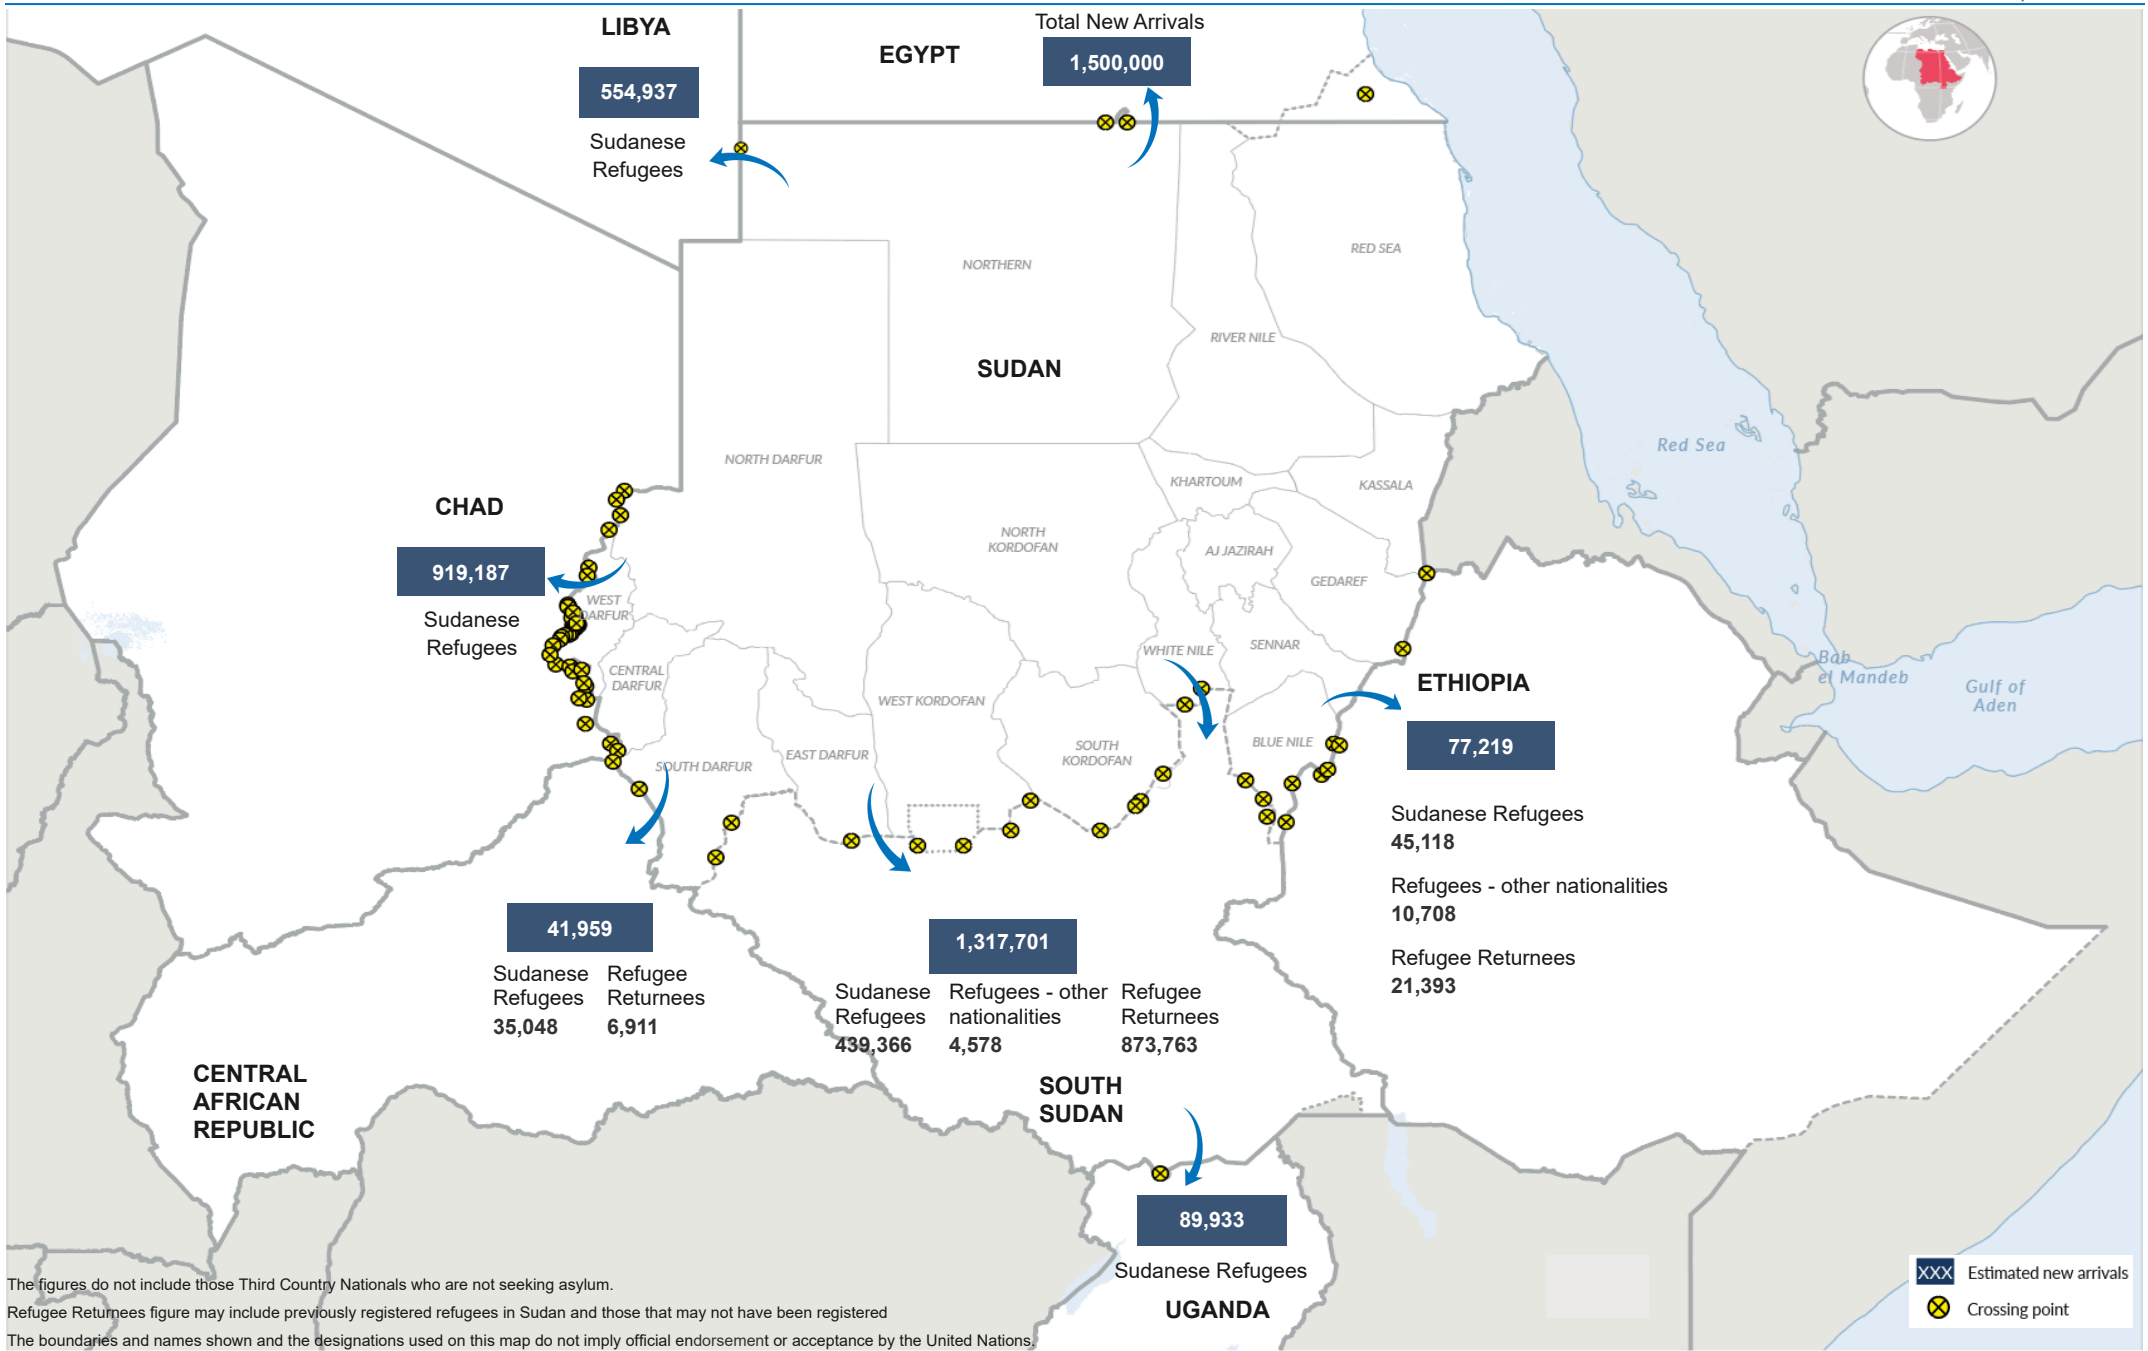 LIBYA
554,937
Sudanese
Refugees
EGYPT
Total New Arrivals
1,500,000
NORTHERN
RED SEA
RIVER NILE
SUDAN
NORTH DARFUR
KHARTOUM
KASSALA
NORTH
KORDOFAN
AJ JAZIRAH
GEDAREF
CHAD
919,187
Sudanese
Refugees
WEST
DARFUR
CENTRAL
DARFUR
WHITE NILE
SENNAR
WEST KORDOFAN
SOUTH
KORDOFAN
BLUE NILE
EAST DARFUR
SOUTH DARFUR
Red Sea
Bab
el Mandeb
Gulf of
Aden
ETHIOPIA
77,219
Sudanese Refugees
45,118
Refugees - other nationalities
10,708
Refugee Returnees
21,393
41,959
Sudanese
Refugees
35,048
Refugee
Returnees
6,911
1,317,701
Sudanese
Refugees
439,366
Refugees - other
nationalities
4,578
Refugee
Returnees
873,763
CENTRAL
AFRICAN
REPUBLIC
SOUTH
SUDAN
89,933
Sudanese Refugees
UGANDA
XXX Estimated new arrivals
Crossing point
The figures do not include those Third Country Nationals who are not seeking asylum.
Refugee Returnees figure may include previously registered refugees in Sudan and those that may not have been registered
The boundaries and names shown and the designations used on this map do not imply official endorsement or acceptance by the United Nations.